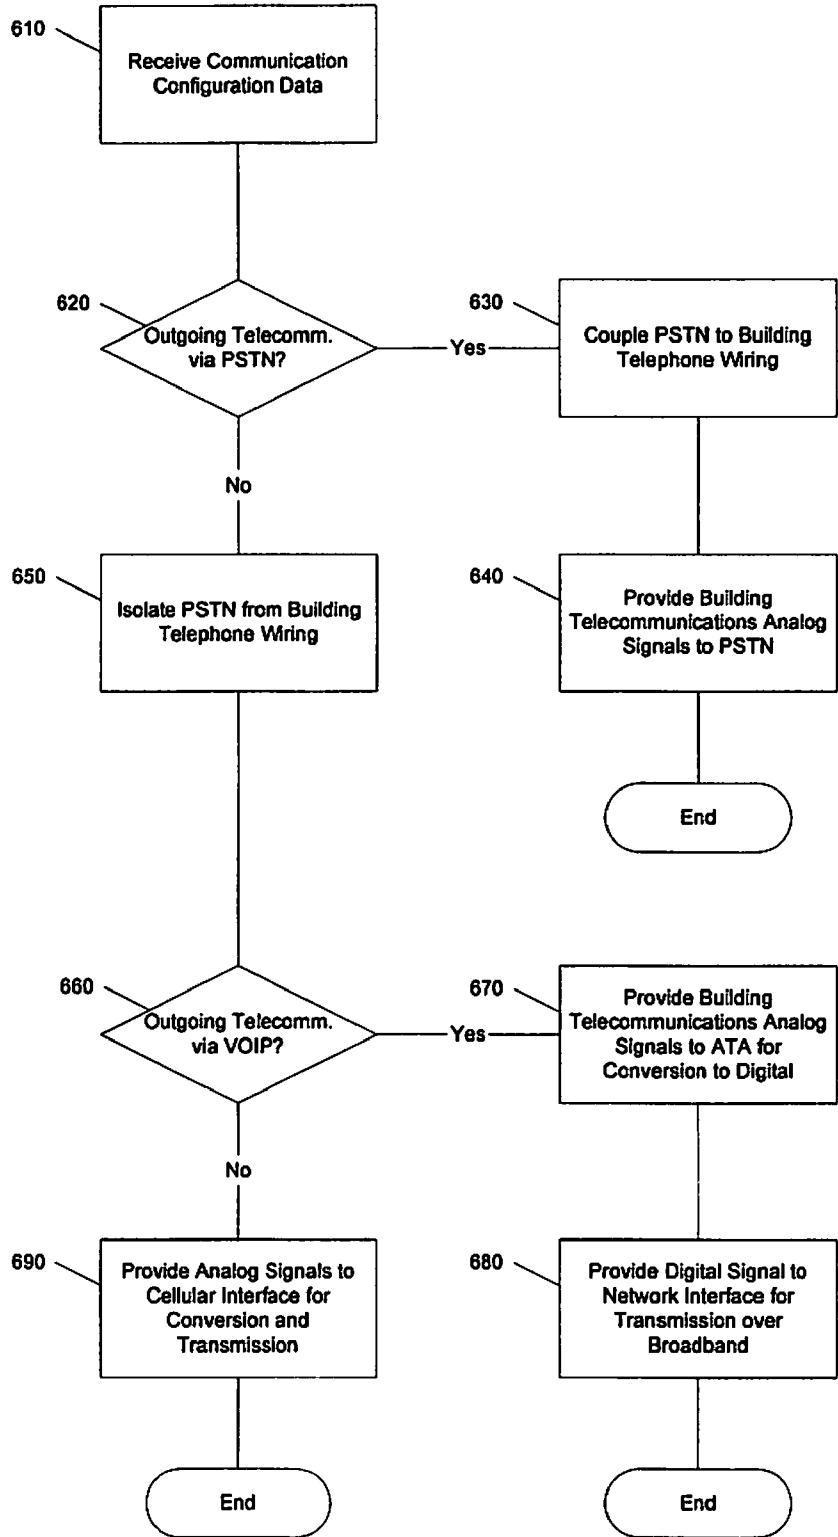 610
Receive Communication
Configuration Data
620
Outgoing Telecomm.
via PSTN?
Yes
630
Couple PSTN to Building
Telephone Wiring
No
650
Isolate PSTN from Building
Telephone Wiring
640
Provide Building
Telecommunications Analog
Signals to PSTN
End
660
Outgoing Telecomm.
via VOIP?
Yes
670
Provide Building
Telecommunications Analog
Signals to ATA for
Conversion to Digital
No
690
Provide Analog Signals to
Cellular Interface for
Conversion and
Transmission
680
Provide Digital Signal to
Network Interface for
Transmission over
Broadband
End
End